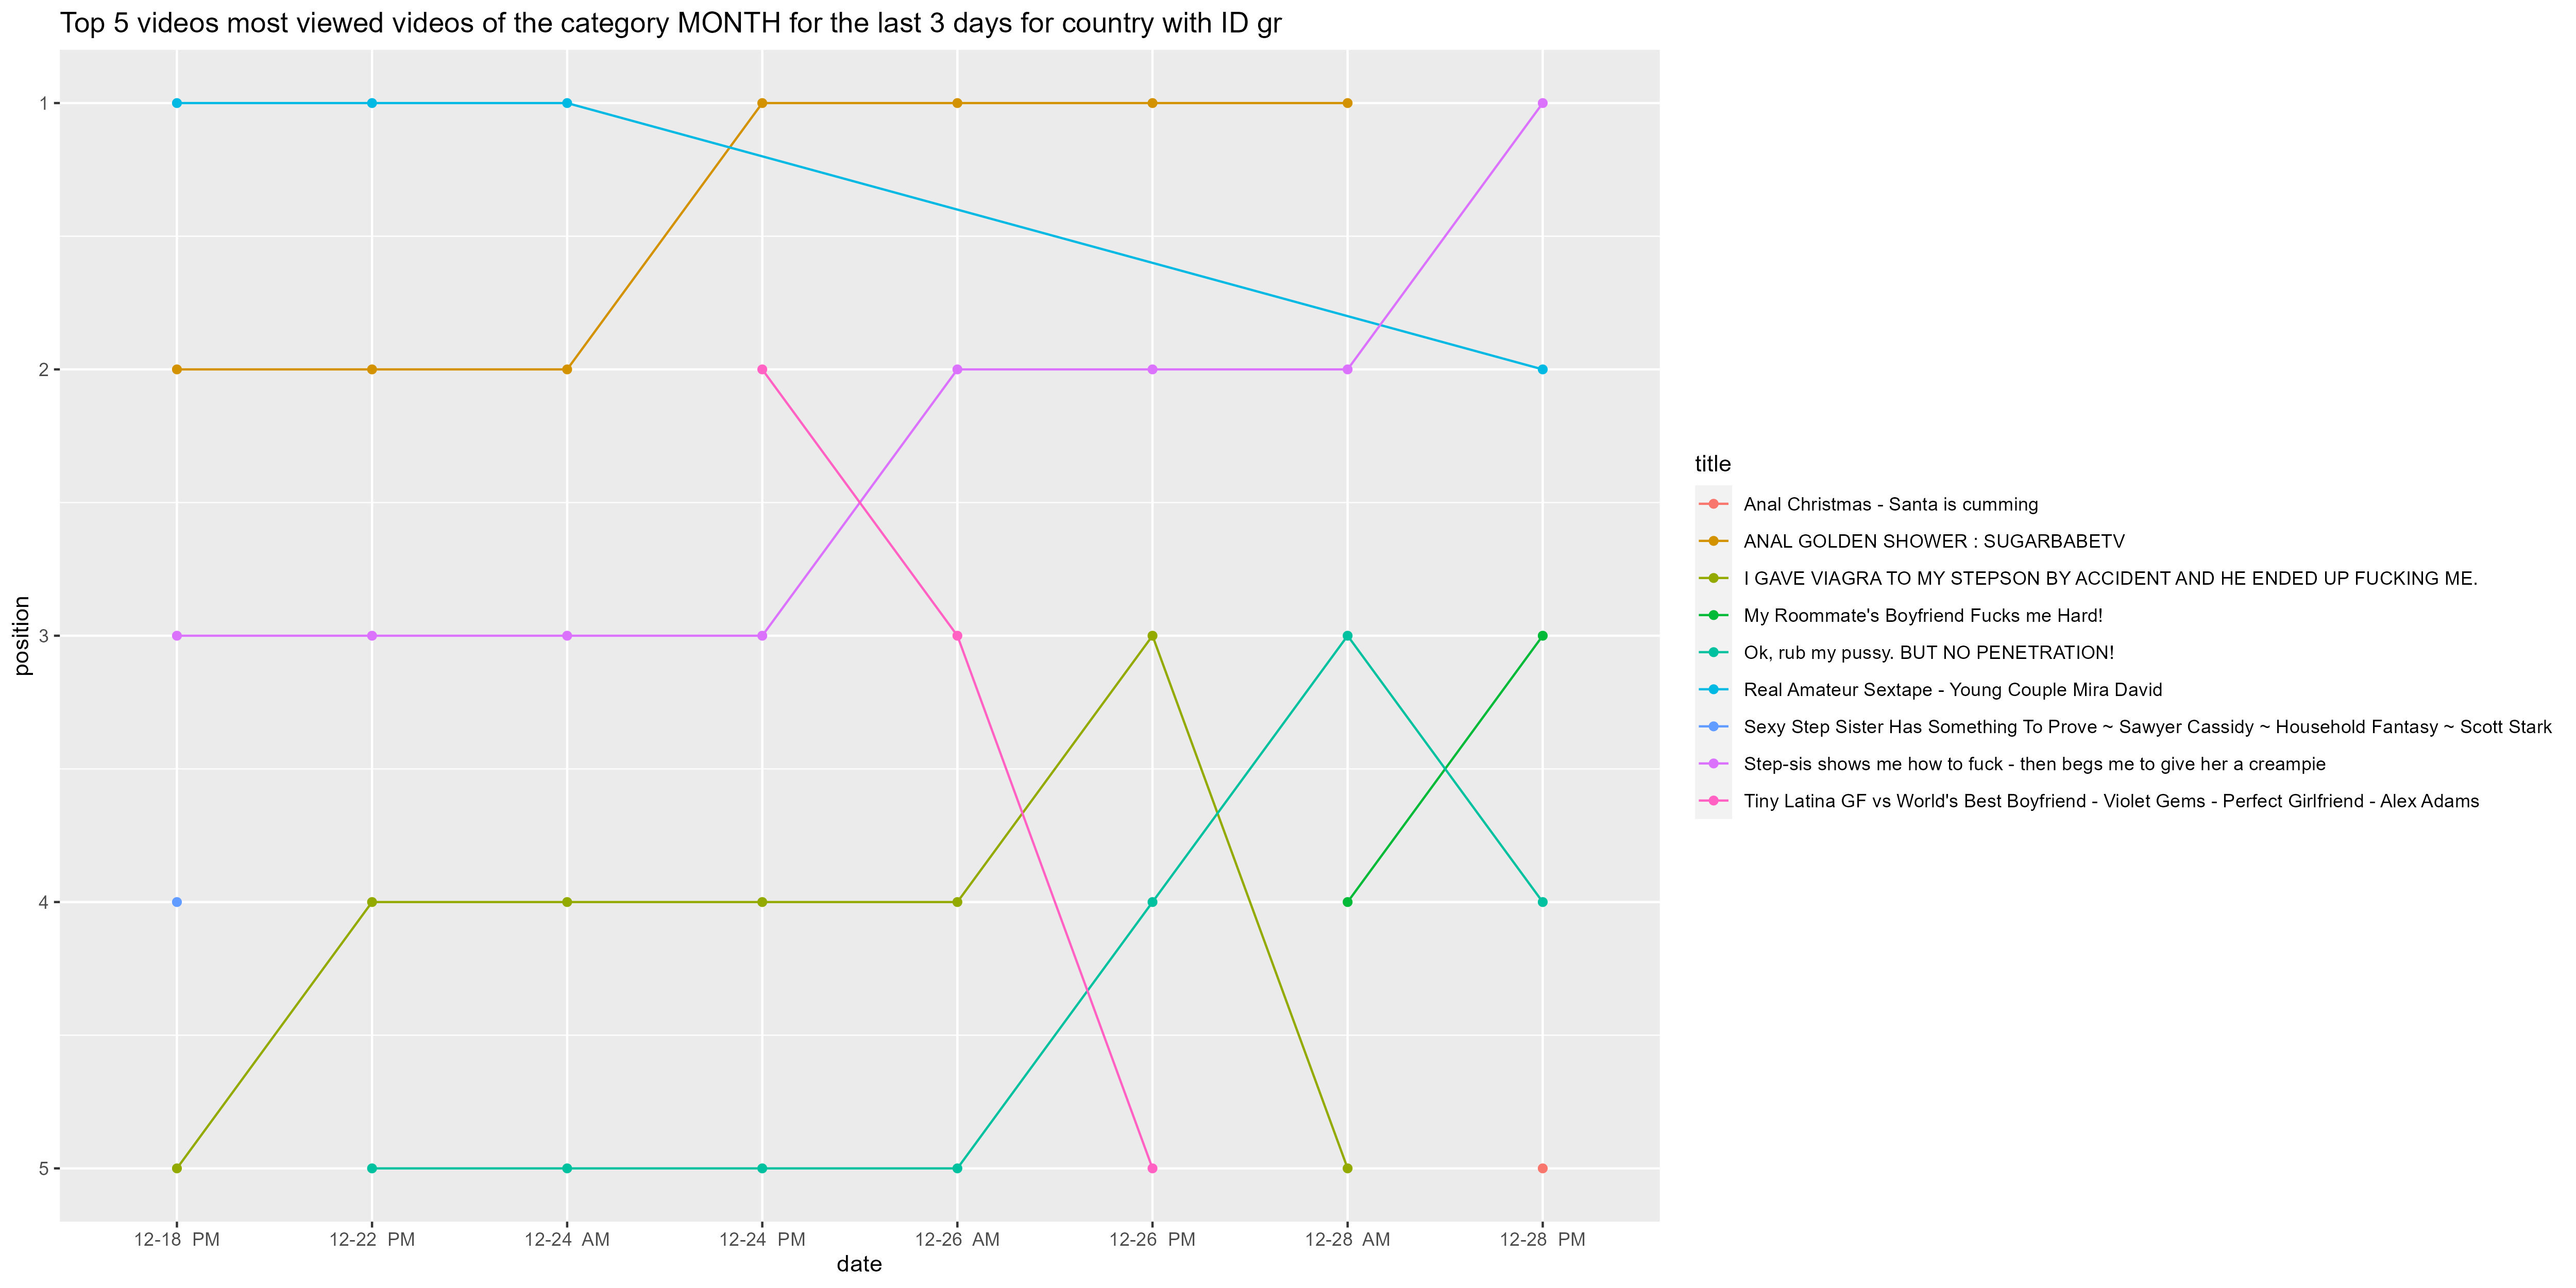 Top 5 videos most viewed videos of the category MONTH for the last 3 days for country with ID gr
position
1
2
3
4
5
12-18 PM
12-22 PM
12-24 AM
12-24 PM
12-26 AM
12-26 PM
12-28 AM
12-28 PM
date
title
Anal Christmas - Santa is cumming
ANAL GOLDEN SHOWER : SUGARBABETV
I GAVE VIAGRA TO MY STEPSON BY ACCIDENT AND HE ENDED UP FUCKING ME.
My Roommate's Boyfriend Fucks me Hard!
Ok, rub my pussy. BUT NO PENETRATION!
Real Amateur Sextape - Young Couple Mira David
Sexy Step Sister Has Something To Prove ~ Sawyer Cassidy ~ Household Fantasy ~ Scott Stark
Step-sis shows me how to fuck - then begs me to give her a creampie
Tiny Latina GF vs World's Best Boyfriend - Violet Gems - Perfect Girlfriend - Alex Adams